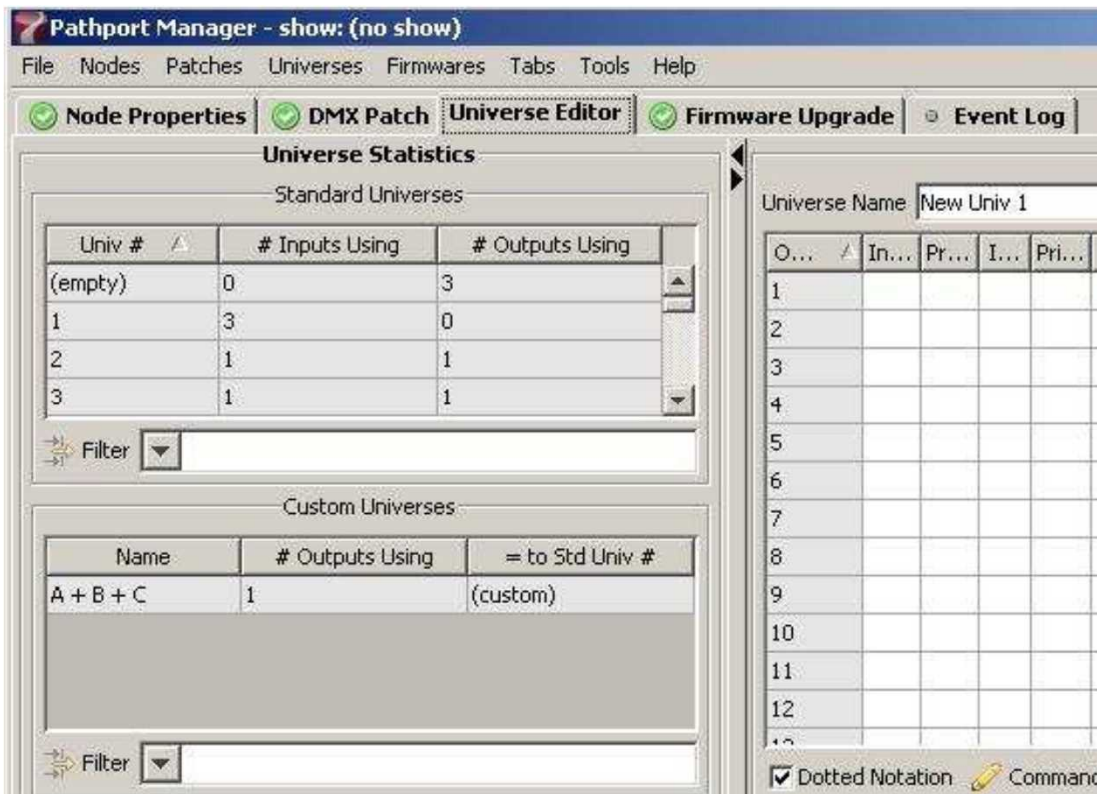 Pathport Manager - show: (no show)
File Nodes Patches Universes Firmwares Tabs Tools Help
Node Properties DMX Patch Universe Editor Firmware Upgrade Event Log
Universe Statistics
Standard Universes
Univ # # Inputs Using # Outputs Using
(empty) 0 3
1 3 0
2 1 1
3 1 1
Filter
Custom Universes
Name # Outputs Using = to Std Univ #
A + B + C 1 (custom)
Filter
Universe Name New Univ 1
O... In... Pr... I... Pri...
1
2
3
4
5
6
7
8
9
10
11
12
Dotted Notation Command